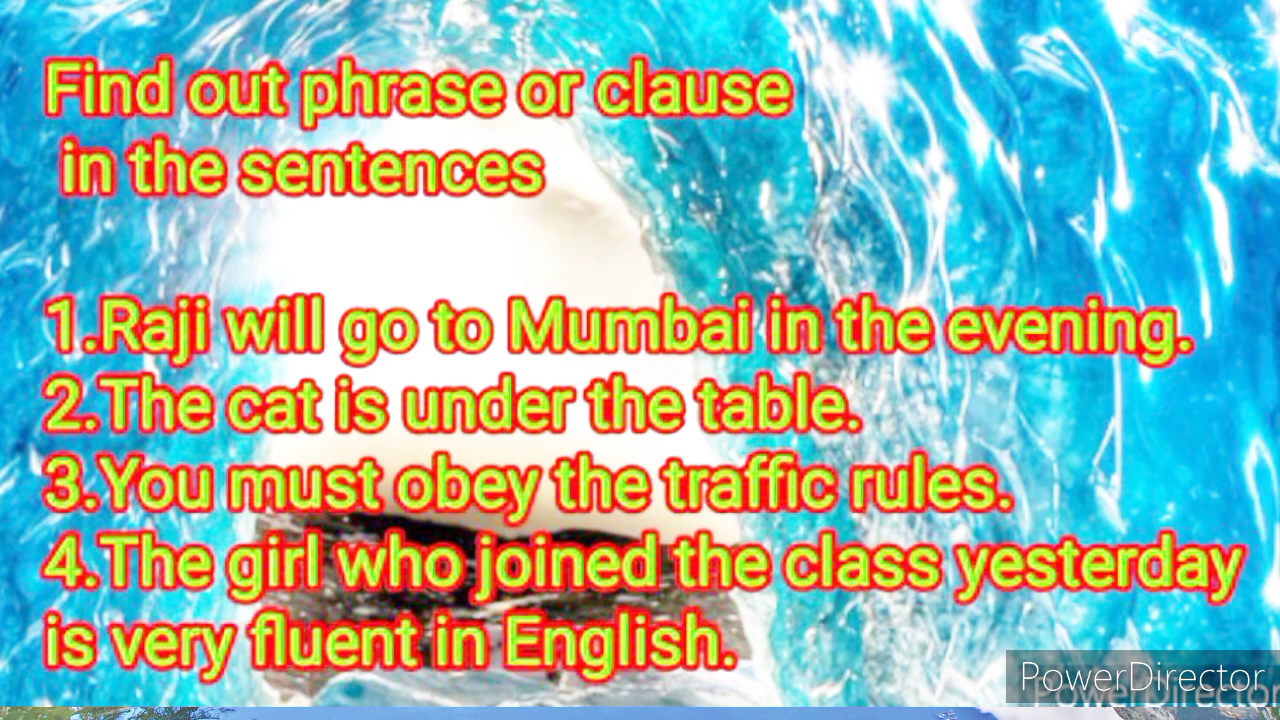 Find out phrase or clause
in the sentences
1.Raji will go to Mumbai in the evening.
2.The cat is under the table.
3.You must obey the traffic rules.
4.The girl who joined the class yesterday
is very fluent in English.
PowerDirector
PowerDirector